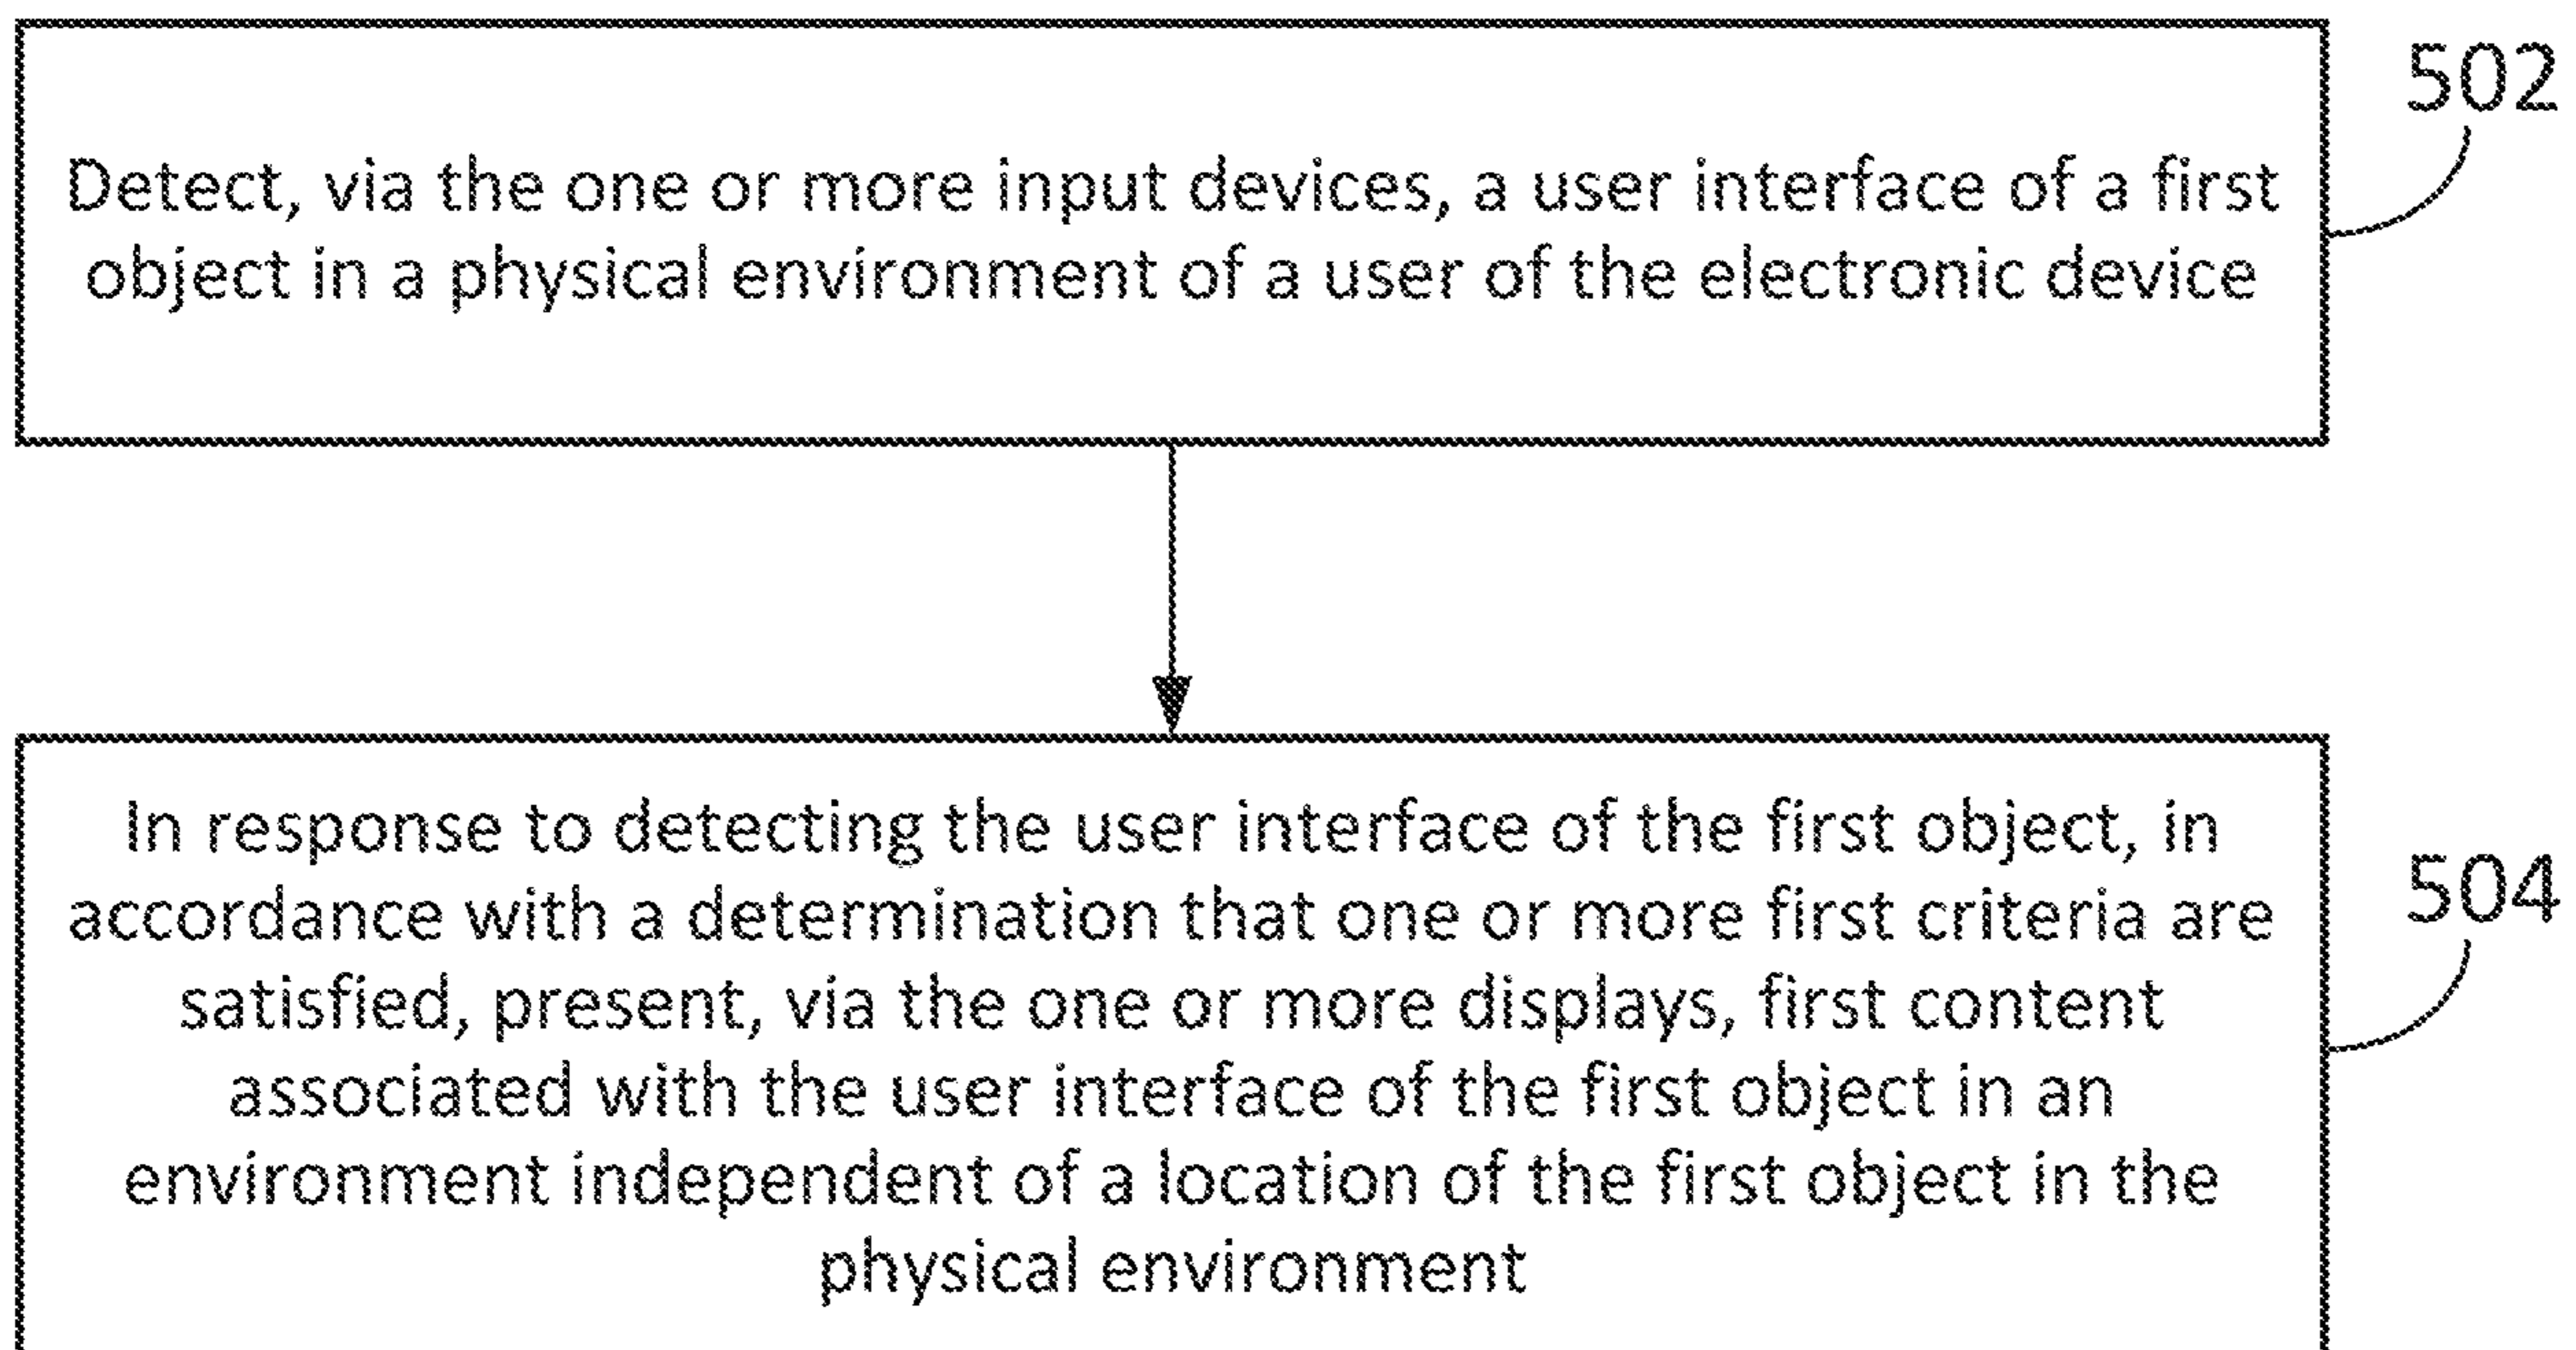 502
Detect, via the one or more input devices, a user interface of a first
object in a physical environment of a user of the electronic device
In response to detecting the user interface of the first object, in
accordance with a determination that one or more first criteria are
504
satisfied, present, via the one or more displays, first content
associated with the user interface of the first object in an
environment independent of a location of the first object in the
physical environment